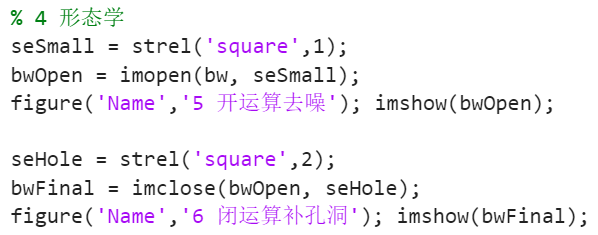 % 4 形态学
seSmall = strel('square',1);
bwOpen = imopen(bw, seSmall);
figure('Name','5 开运算去噪'); imshow(bwOpen);
seHole = strel('square',2);
bwFinal = imclose(bwOpen, seHole);
figure('Name','6 闭运算补孔洞'); imshow(bwFinal);